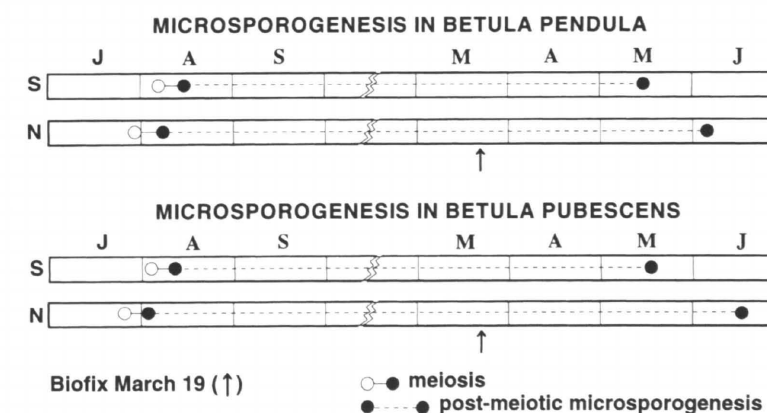 MICROSPOROGENESIS IN BETULA PENDULA
J A S M A M J
S
N
↑
MICROSPOROGENESIS IN BETULA PUBESCENS
J A S M A M J
S
N
↑
Biofix March 19 (↑)
meiosis
post-meiotic microsporogenesis